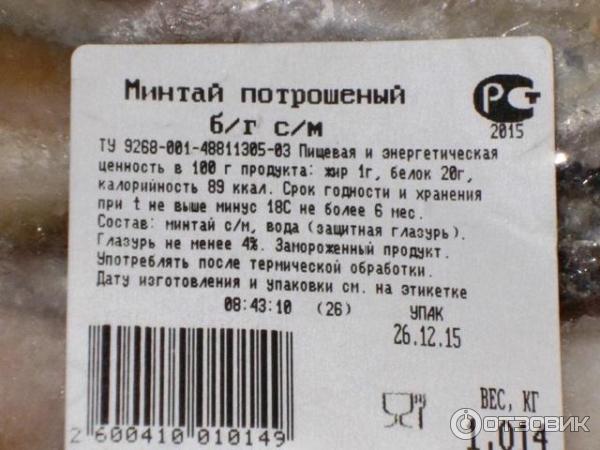 Минтай потрошеный
б/г с/м
РСТ
2015
ТУ 9268-001-48811305-03 Пищевая и энергетическая
ценность в 100 г продукта: жир 1г, белок 20г,
калорийность 89 ккал. Срок годности и хранения
при t не выше минус 18С не более 6 мес.
Состав: минтай с/м, вода (защитная глазурь).
Глазурь не менее 4%. Замороженный продукт.
Употреблять после термической обработки.
Дату изготовления и упаковки см. на этикетке
08:43:10 (26) УПАК
26.12.15
ВЕС, КГ
1,014
2 600410 010149
ОТЗОВИК